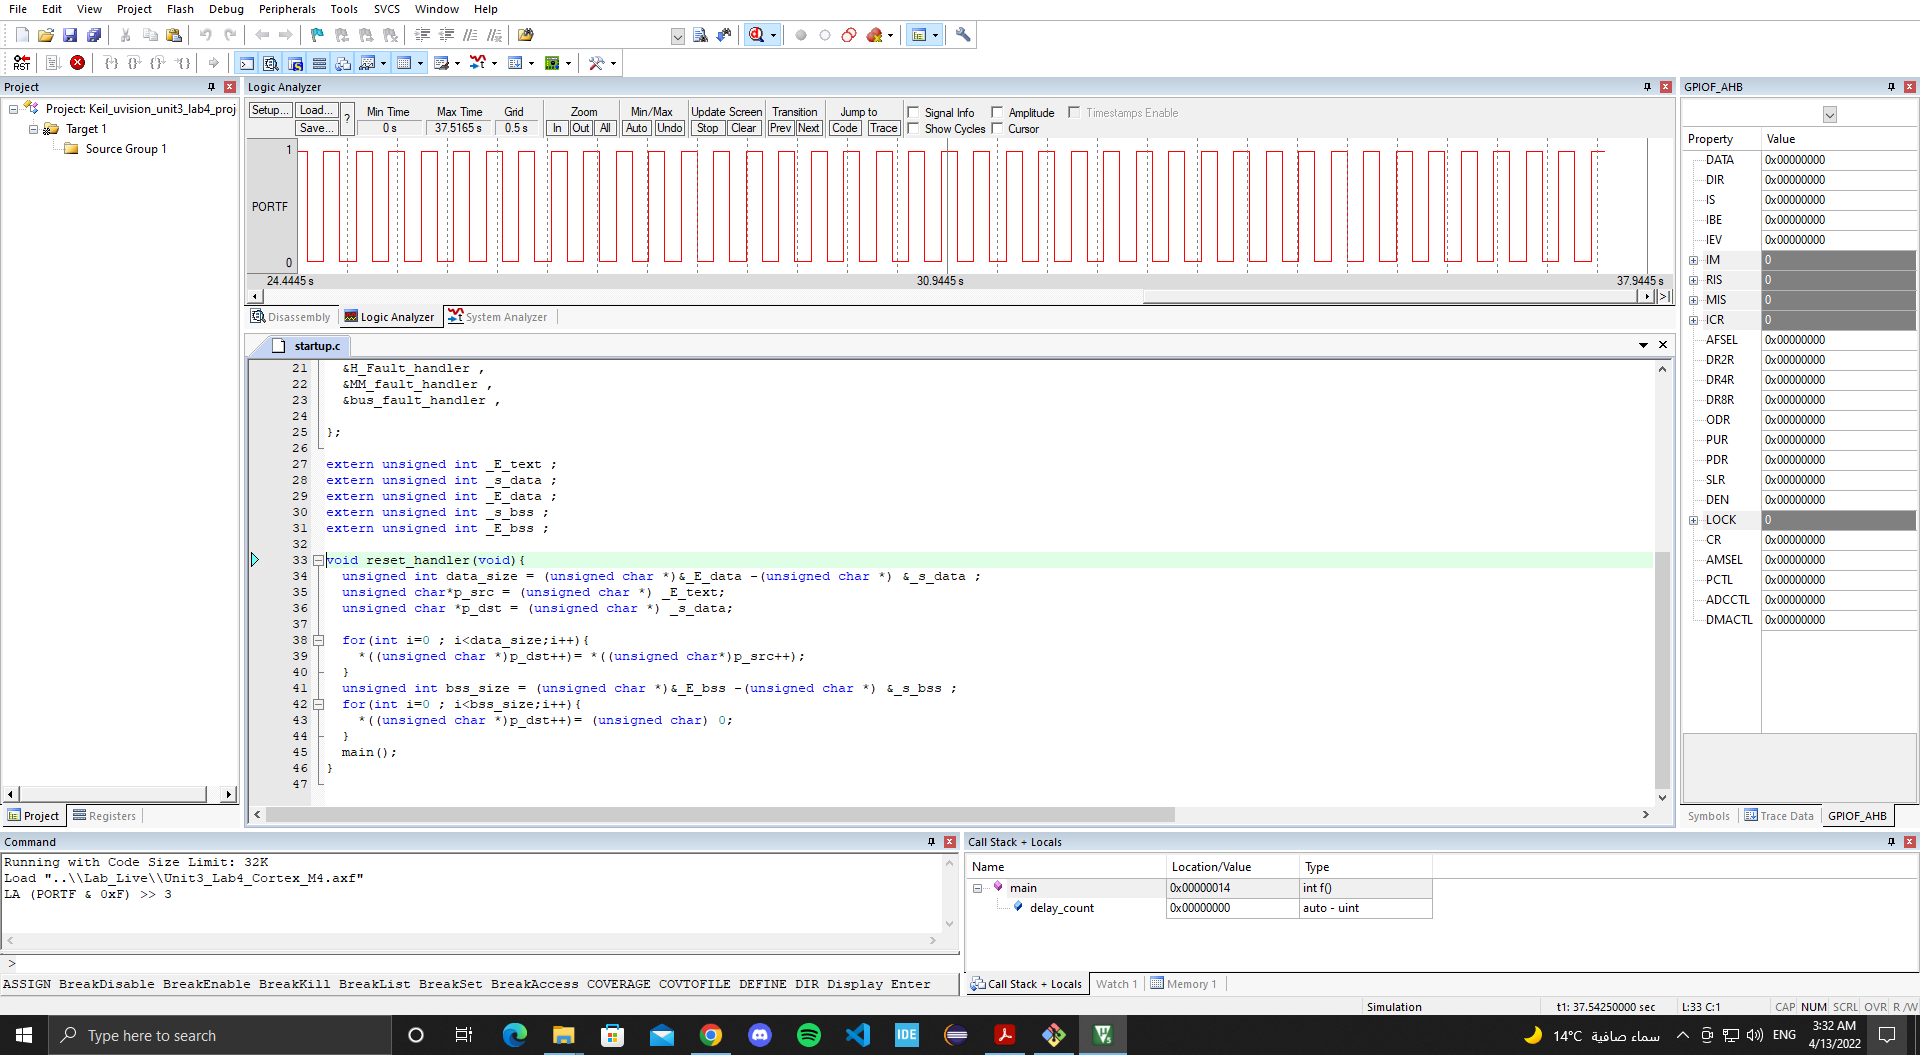 File Edit View Project Flash Debug Peripherals Tools SVCS Window Help
RST
Project
Project: Keil_uvision_unit3_lab4_proj
Target 1
Source Group 1
Project Registers
Logic Analyzer
Setup... Load... Save... ? Min Time Max Time Grid Zoom Min/Max Update Screen Transition Jump to Signal Info Amplitude Timestamps Enable
0 s 37.5165 s 0.5 s In Out All Auto Undo Stop Clear Prev Next Code Trace Show Cycles Cursor
1
PORTF
0
24.4445 s 30.9445 s 37.9445 s
Disassembly Logic Analyzer System Analyzer
startup.c
21 &H_Fault_handler ,
22 &MM_fault_handler ,
23 &bus_fault_handler ,
24
25 };
26
27 extern unsigned int _E_text ;
28 extern unsigned int _s_data ;
29 extern unsigned int _E_data ;
30 extern unsigned int _s_bss ;
31 extern unsigned int _E_bss ;
32
33 void reset_handler(void){
34 unsigned int data_size = (unsigned char *)&_E_data -(unsigned char *) &_s_data ;
35 unsigned char*p_src = (unsigned char *) _E_text;
36 unsigned char *p_dst = (unsigned char *) _s_data;
37
38 for(int i=0 ; i<data_size;i++){
39 *((unsigned char *)p_dst++)= *((unsigned char*)p_src++);
40 }
41 unsigned int bss_size = (unsigned char *)&_E_bss -(unsigned char *) &_s_bss ;
42 for(int i=0 ; i<bss_size;i++){
43 *((unsigned char *)p_dst++)= (unsigned char) 0;
44 }
45 main();
46 }
47
GPIOF_AHB
Property Value
DATA 0x00000000
DIR 0x00000000
IS 0x00000000
IBE 0x00000000
IEV 0x00000000
IM 0
RIS 0
MIS 0
ICR 0
AFSEL 0x00000000
DR2R 0x00000000
DR4R 0x00000000
DR8R 0x00000000
ODR 0x00000000
PUR 0x00000000
PDR 0x00000000
SLR 0x00000000
DEN 0x00000000
LOCK 0
CR 0x00000000
AMSEL 0x00000000
PCTL 0x00000000
ADCCTL 0x00000000
DMACTL 0x00000000
Symbols Trace Data GPIOF_AHB
Command
Running with Code Size Limit: 32K
Load "..\\Lab_Live\\Unit3_Lab4_Cortex_M4.axf"
LA (PORTF & 0xF) >> 3
>
ASSIGN BreakDisable BreakEnable BreakKill BreakList BreakSet BreakAccess COVERAGE COVTOFILE DEFINE DIR Display Enter
Call Stack + Locals
Name Location/Value Type
main 0x00000014 int f()
delay_count 0x00000000 auto - uint
Call Stack + Locals Watch 1 Memory 1
Simulation t1: 37.54250000 sec L:33 C:1 CAP NUM SCRL OVR R /W
Type here to search
IDE
14°C سماء صافية ENG
3:32 AM
4/13/2022